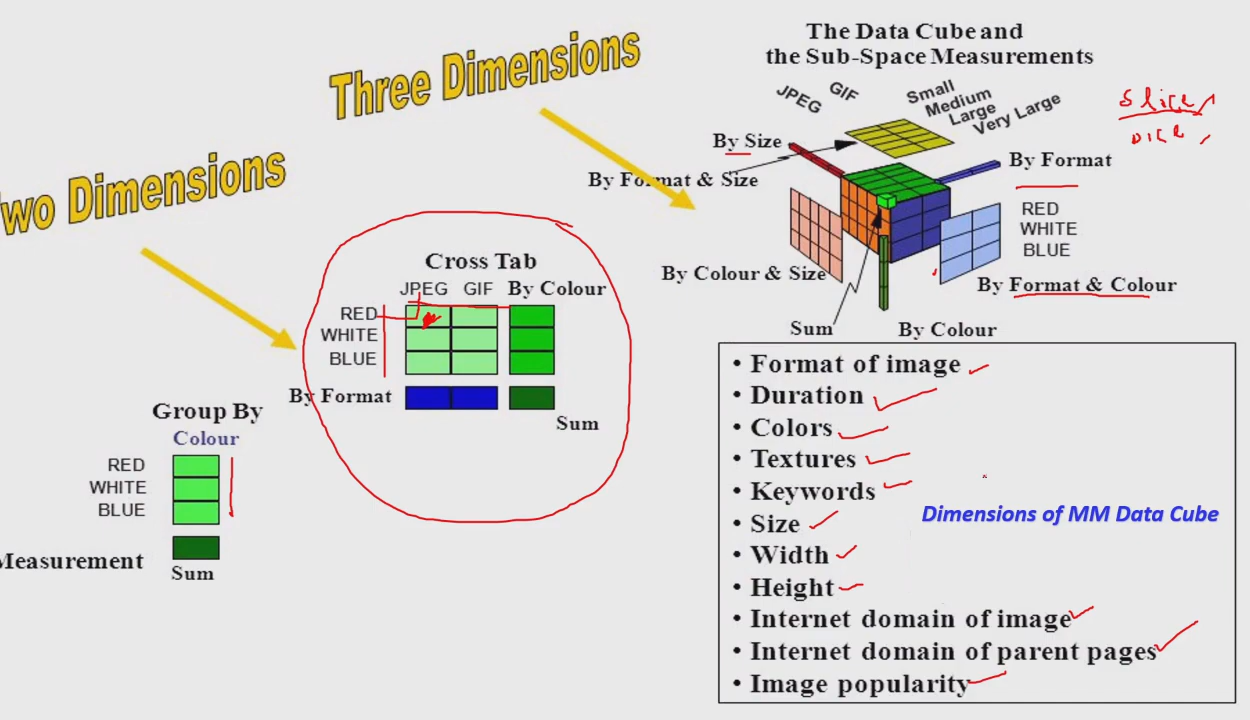 The Data Cube and
the Sub-Space Measurements
Three Dimensions
JPEG
GIF
Small
Medium
Large
Very Large
Slice
Dice
By Size
By Format
By Format & Size
Two Dimensions
RED
WHITE
BLUE
By Colour & Size
By Format & Colour
Sum
By Colour
Cross Tab
JPEG GIF By Colour
RED
WHITE
BLUE
By Format
Sum
Group By
Colour
RED
WHITE
BLUE
Measurement
Sum
• Format of image
• Duration
• Colors
• Textures
• Keywords
• Size
• Width
• Height
• Internet domain of image
• Internet domain of parent pages
• Image popularity
Dimensions of MM Data Cube